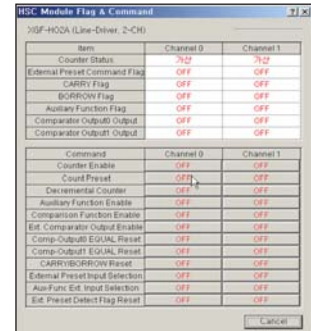 HSC Module Flag & Command
XGF-HO2A (Line-Driver, 2-CH)
Item Channel 0 Channel 1
Counter Status 가산 가산
External Preset Command Flag OFF OFF
CARRY Flag OFF OFF
BORROW Flag OFF OFF
Auxiliary Function Flag OFF OFF
Comparator Output0 Output OFF OFF
Comparator Output1 Output OFF OFF
Command Channel 0 Channel 1
Counter Enable OFF OFF
Count Preset OFF OFF
Decremental Counter OFF OFF
Auxiliary Function Enable OFF OFF
Comparison Function Enable OFF OFF
Ext. Comparator Output Enable OFF OFF
Comp-Output0 EQUAL Reset OFF OFF
Comp-Output1 EQUAL Reset OFF OFF
CARRY/BORROW Reset OFF OFF
External Preset Input Selection OFF OFF
Aux-Func Ext. Input Selection OFF OFF
Ext. Preset Detect Flag Reset OFF OFF
Cancel